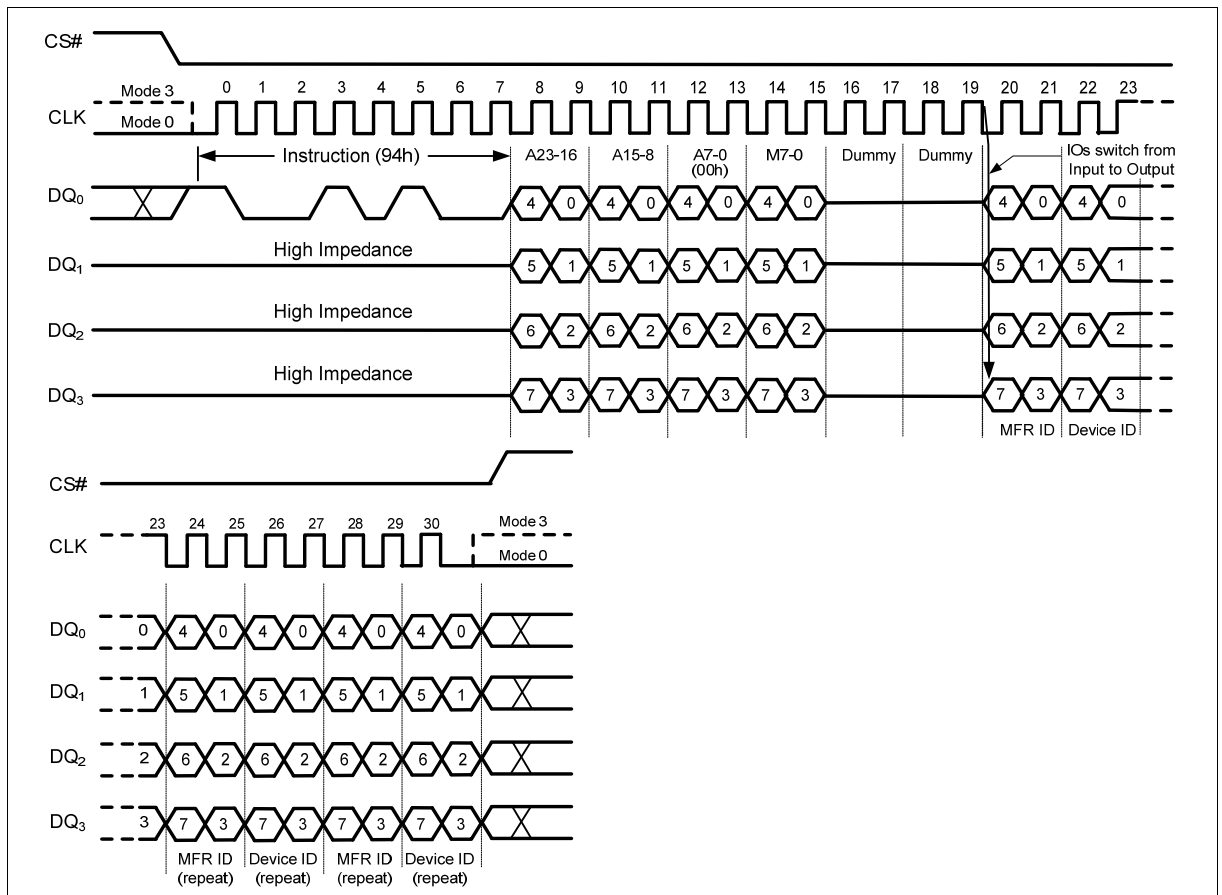 CS#
Mode 3
0 1 2 3 4 5 6 7 8 9 10 11 12 13 14 15 16 17 18 19 20 21 22 23
CLK
Mode 0
Instruction (94h)
A23-16
A15-8
A7-0
(00h)
M7-0
Dummy
Dummy
IOs switch from
Input to Output
DQ0
4 0 4 0 4 0 4 0 4 0 4 0
High Impedance
DQ1
5 1 5 1 5 1 5 1 5 1 5 1
High Impedance
DQ2
6 2 6 2 6 2 6 2 6 2 6 2
High Impedance
DQ3
7 3 7 3 7 3 7 3 7 3 7 3
MFR ID
Device ID
CS#
23 24 25 26 27 28 29 30
Mode 3
CLK
Mode 0
DQ0
0 4 0 4 0 4 0 4 0
DQ1
1 5 1 5 1 5 1 5 1
DQ2
2 6 2 6 2 6 2 6 2
DQ3
3 7 3 7 3 7 3 7 3
MFR ID
(repeat)
Device ID
(repeat)
MFR ID
(repeat)
Device ID
(repeat)